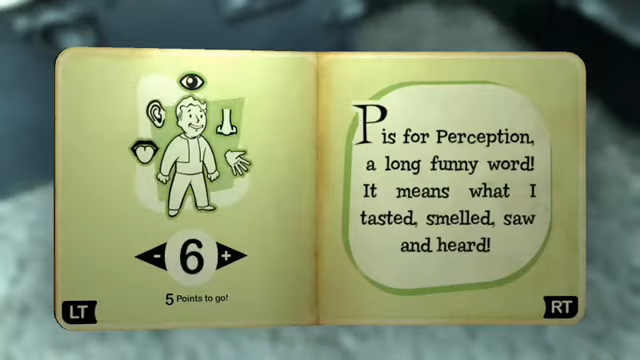 - 6 +
5 Points to go!
LT
P is for Perception,
a long funny word!
It means what I
tasted, smelled, saw
and heard!
RT